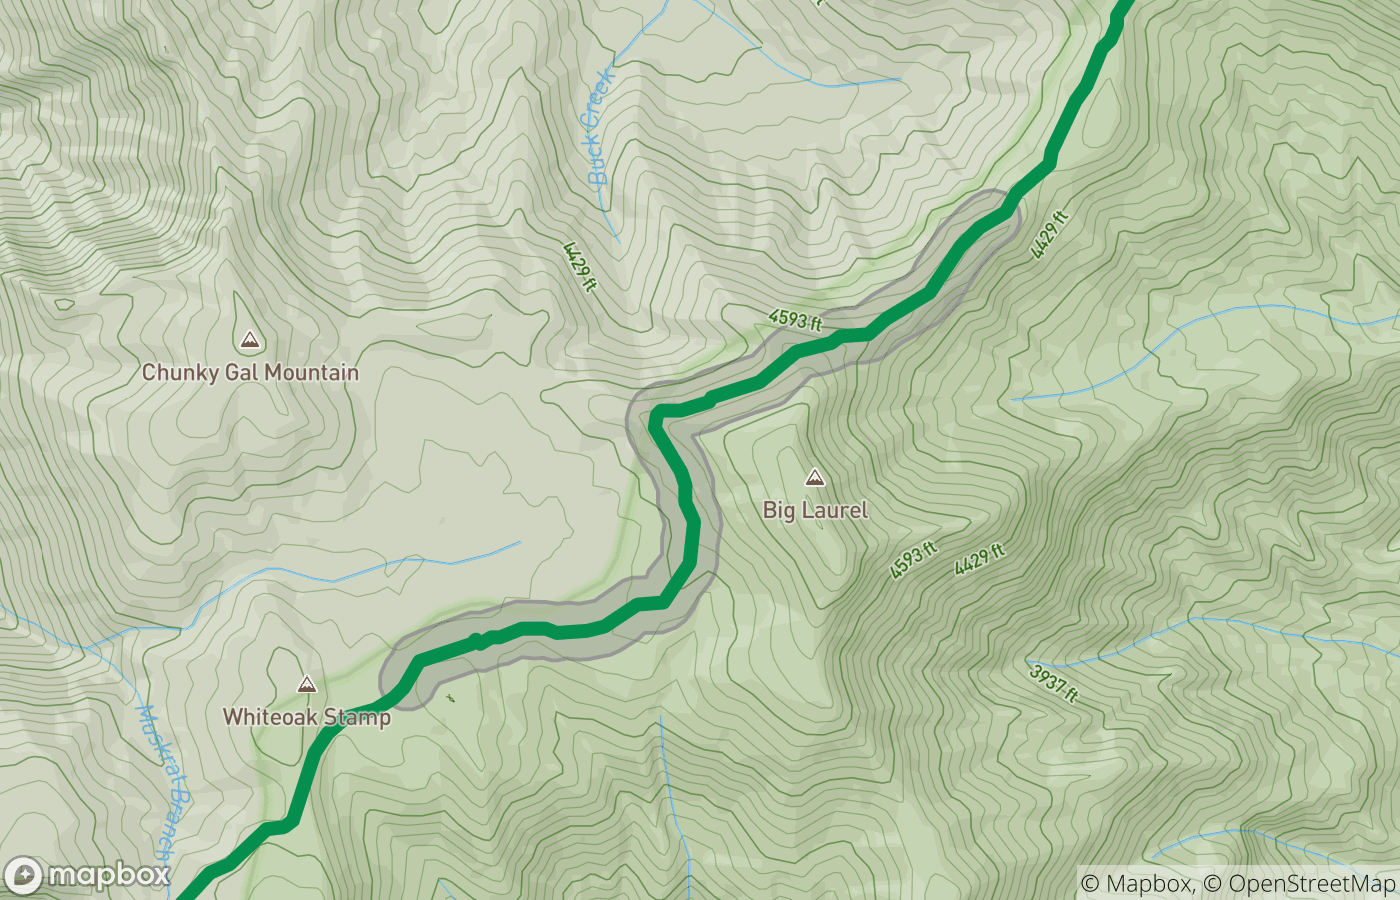 Buck Creek
4429 ft
4429 ft
4593 ft
Chunky Gal Mountain
Big Laurel
4593 ft
4429 ft
3937 ft
Whiteoak Stamp
Muskrat Branch
mapbox
© Mapbox, © OpenStreetMap